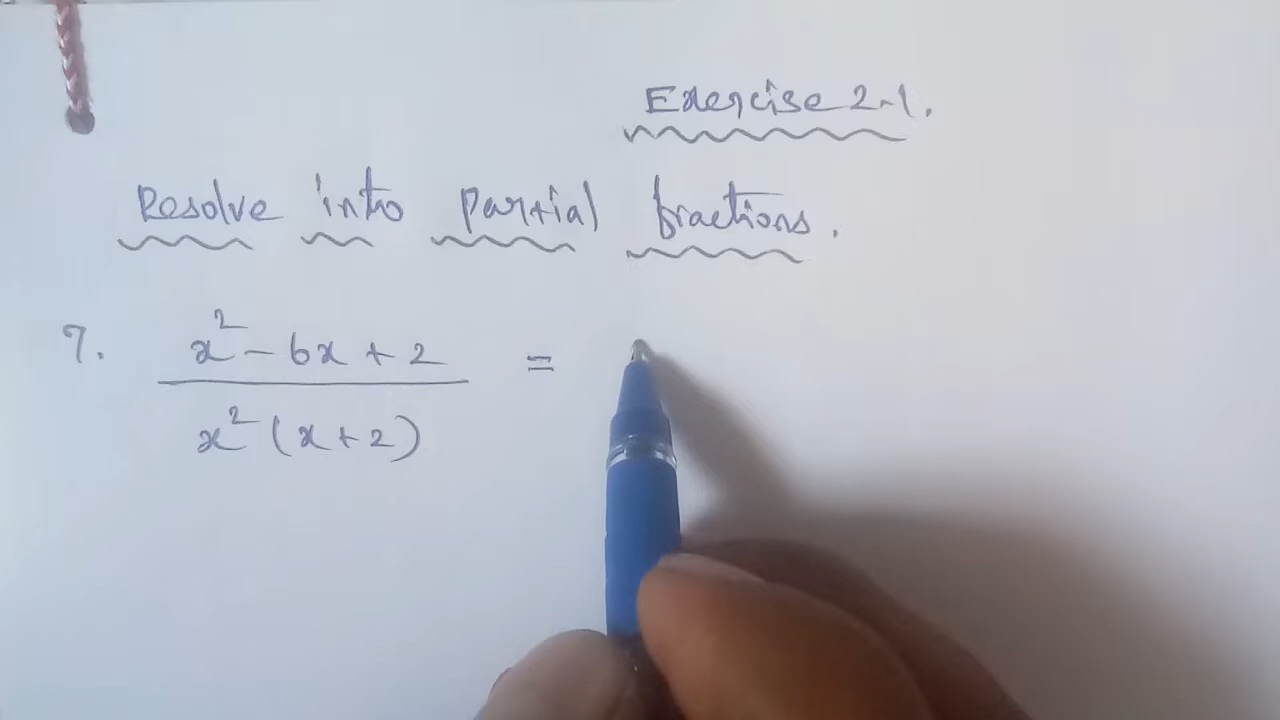 Exercise 2.1.
Resolve into Partial fractions.
7. x² - 6x + 2 =
x² (x + 2)